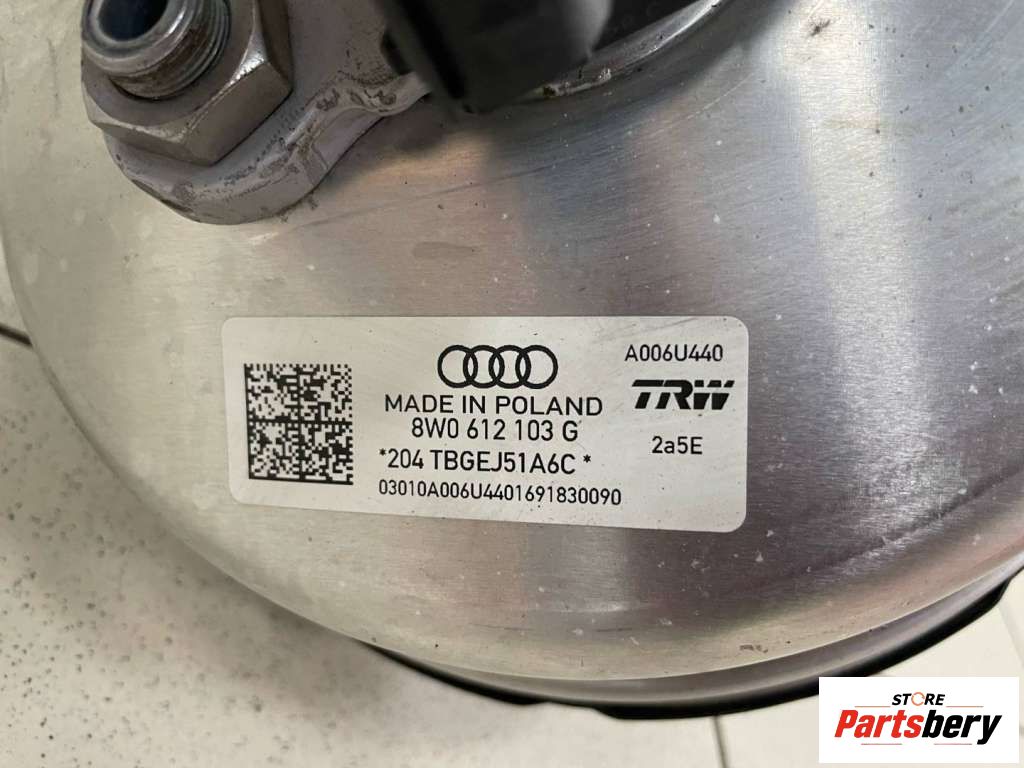 A006U440
MADE IN POLAND
TRW
8W0 612 103 G
2a5E
*204 TBGEJ51A6C *
03010A006U4401691830090
STORE
Partsbery